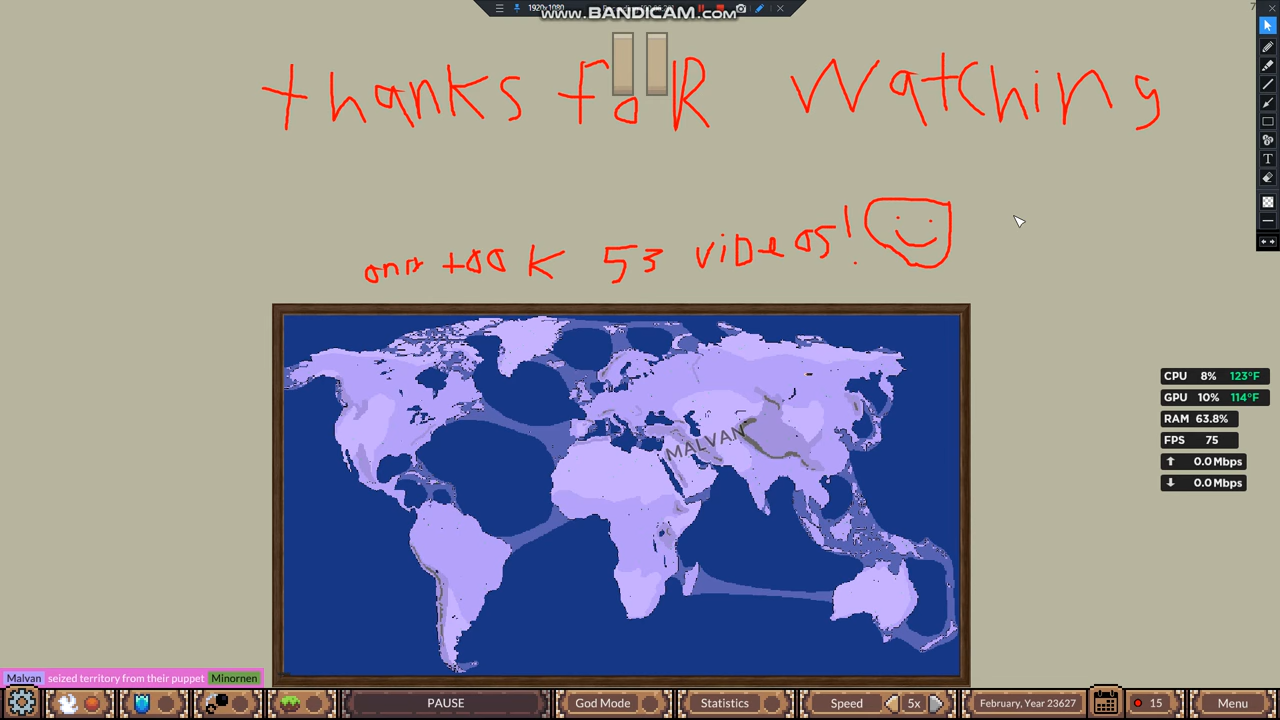 1920x1080
www.BANDICAM.com
7
thanks foR watching
53 videos!
CPU 8% 123°F
GPU 10% 114°F
RAM 63.8%
FPS 75
↑ 0.0 Mbps
↓ 0.0 Mbps
MALVAN
Malvan seized territory from their puppet Minornen
PAUSE
God Mode
Statistics
Speed 5x
February, Year 23627
15
Menu